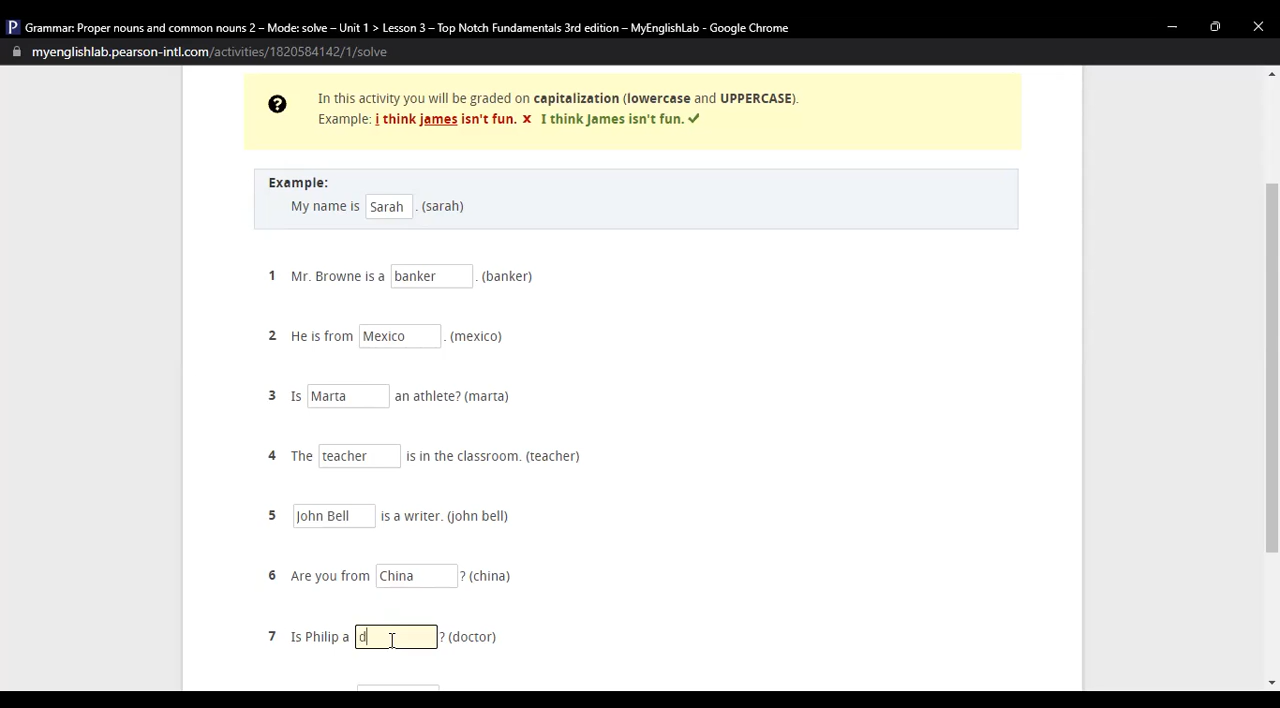 P Grammar: Proper nouns and common nouns 2 – Mode: solve – Unit 1 > Lesson 3 – Top Notch Fundamentals 3rd edition – MyEnglishLab - Google Chrome
myenglishlab.pearson-intl.com/activities/1820584142/1/solve
? In this activity you will be graded on capitalization (lowercase and UPPERCASE).
Example: i think james isn't fun. × I think James isn't fun. ✓
Example:
My name is Sarah . (sarah)
1 Mr. Browne is a banker . (banker)
2 He is from Mexico . (mexico)
3 Is Marta an athlete? (marta)
4 The teacher is in the classroom. (teacher)
5 John Bell is a writer. (john bell)
6 Are you from China ? (china)
7 Is Philip a d ? (doctor)